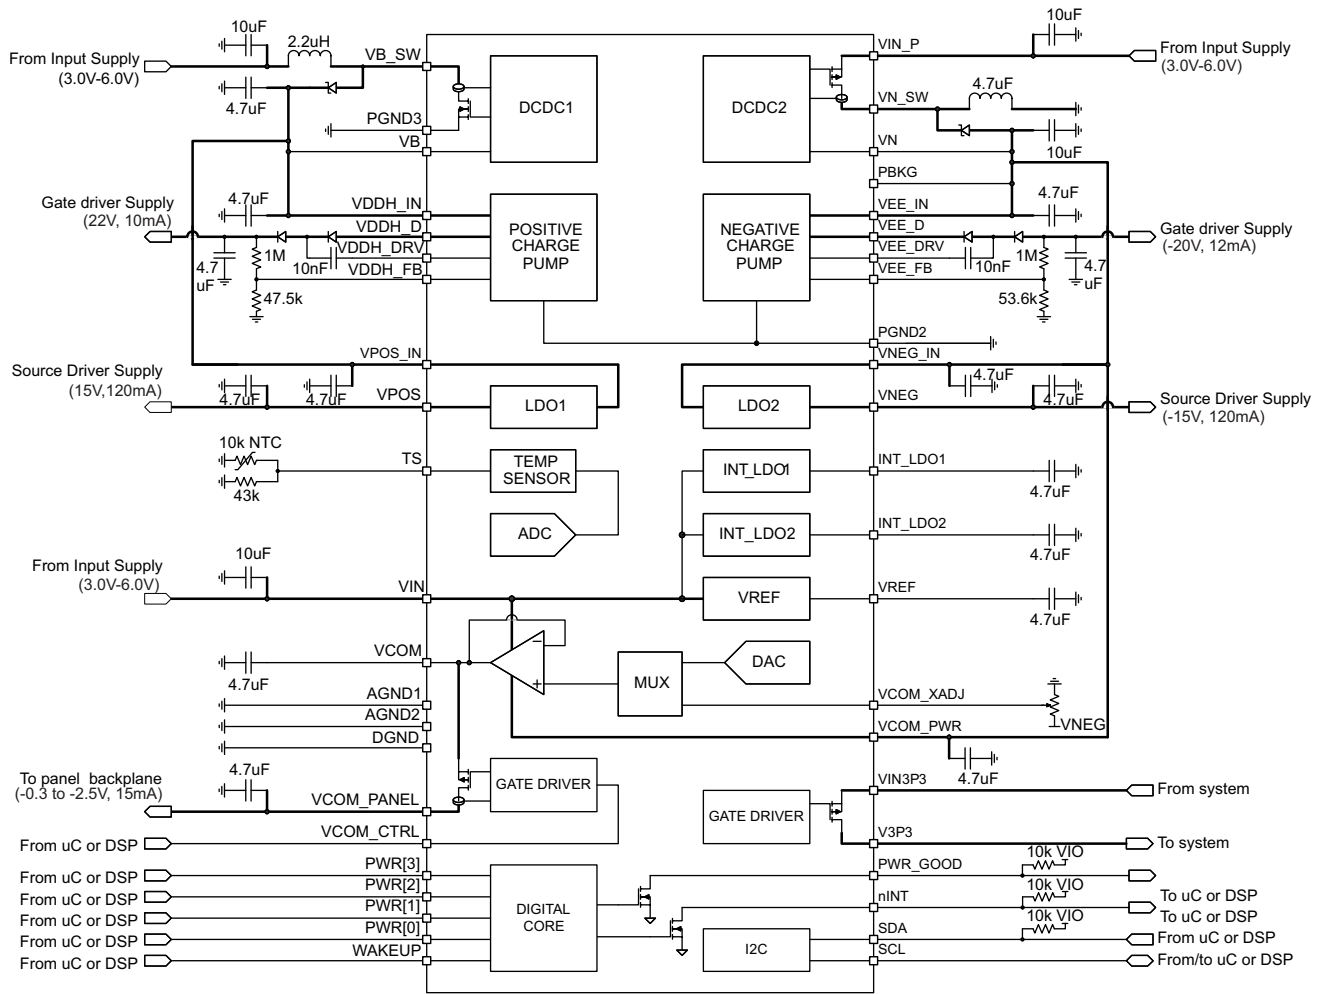 10uF
2.2uH
VB_SW
From Input Supply
(3.0V-6.0V)
4.7uF
PGND3
VB
DCDC1
DCDC2
VIN_P
10uF
From Input Supply
(3.0V-6.0V)
4.7uF
VN_SW
VN
10uF
PBKG
4.7uF
VDDH_IN
Gate driver Supply
(22V, 10mA)
VDDH_D
VDDH_DRV
1M
10nF
4.7
uF
VDDH_FB
47.5k
POSITIVE
CHARGE
PUMP
NEGATIVE
CHARGE
PUMP
VEE_IN
4.7uF
VEE_D
VEE_DRV
Gate driver Supply
(-20V, 12mA)
10nF
1M
4.7
uF
VEE_FB
53.6k
PGND2
VPOS_IN
VNEG_IN
Source Driver Supply
(15V,120mA)
4.7uF
4.7uF
VPOS
LDO1
LDO2
VNEG
4.7uF
4.7uF
Source Driver Supply
(-15V, 120mA)
10k NTC
43k
TS
TEMP
SENSOR
ADC
INT_LDO1
INT_LDO1
4.7uF
INT_LDO2
INT_LDO2
4.7uF
From Input Supply
(3.0V-6.0V)
10uF
VIN
VREF
VREF
4.7uF
VCOM
4.7uF
AGND1
AGND2
DGND
−
+
MUX
DAC
VCOM_XADJ
VNEG
VCOM_PWR
4.7uF
To panel backplane
(-0.3 to -2.5V, 15mA)
4.7uF
VCOM_PANEL
GATE DRIVER
GATE DRIVER
VIN3P3
From system
From uC or DSP
VCOM_CTRL
V3P3
To system
From uC or DSP
PWR[3]
PWR_GOOD
10k VIO
From uC or DSP
PWR[2]
nINT
10k VIO
To uC or DSP
From uC or DSP
PWR[1]
10k VIO
To uC or DSP
From uC or DSP
PWR[0]
SDA
From uC or DSP
From uC or DSP
WAKEUP
DIGITAL
CORE
I2C
SCL
From/to uC or DSP